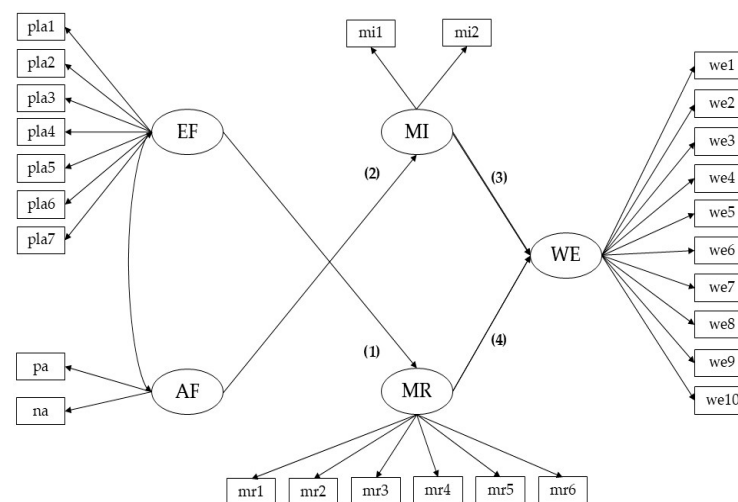 pla1
pla2
pla3
pla4
pla5
pla6
pla7
EF
mi1
mi2
MI
(2)
(3)
we1
we2
we3
we4
we5
we6
we7
we8
we9
we10
WE
(1)
(4)
pa
na
AF
MR
mr1
mr2
mr3
mr4
mr5
mr6